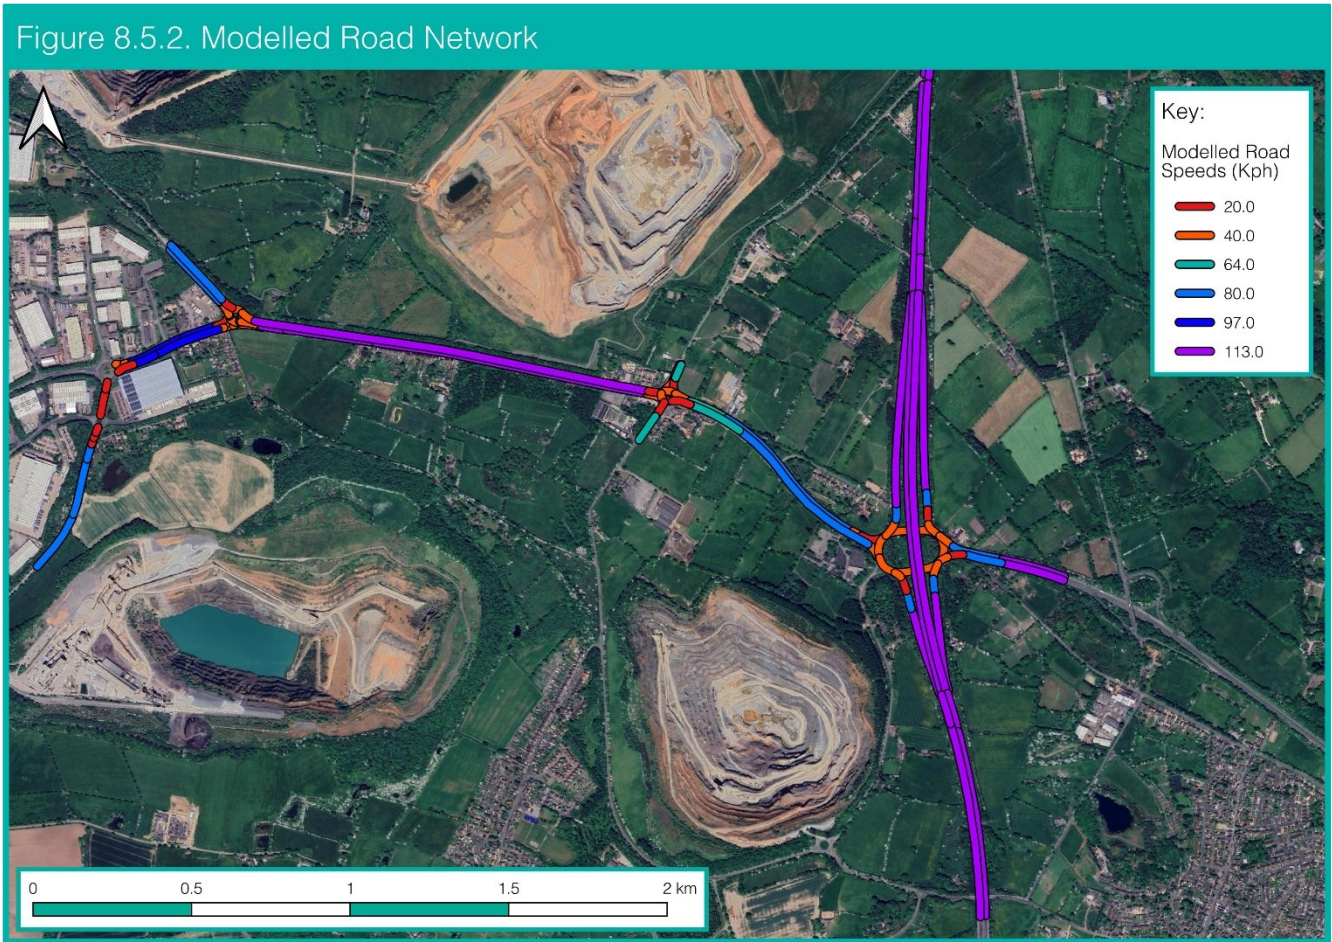 Figure 8.5.2. Modelled Road Network
Key:
Modelled Road
Speeds (Kph)
20.0
40.0
64.0
80.0
97.0
113.0
0 0.5 1 1.5 2 km